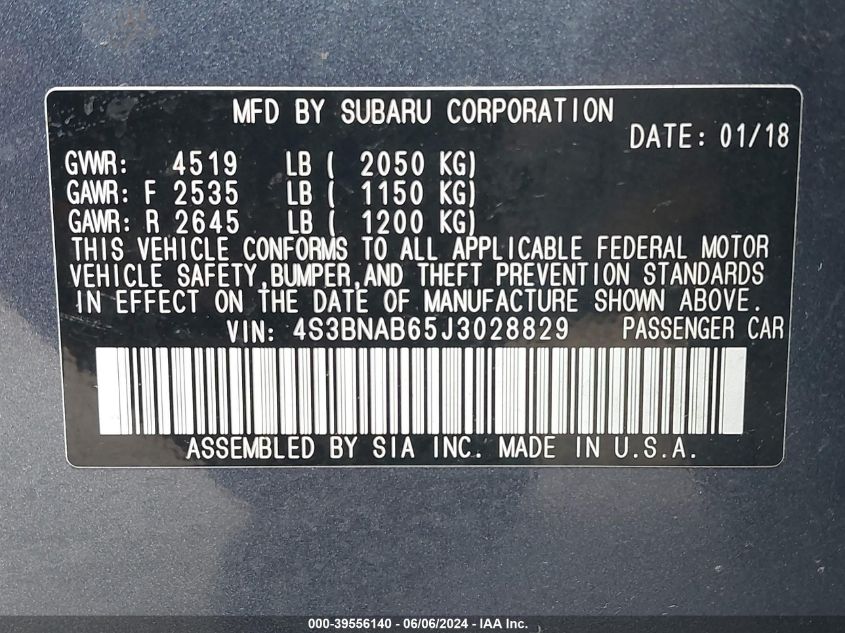 MFD BY SUBARU CORPORATION
DATE: 01/18
GVWR: 4519 LB ( 2050 KG)
GAWR: F 2535 LB ( 1150 KG)
GAWR: R 2645 LB ( 1200 KG)
THIS VEHICLE CONFORMS TO ALL APPLICABLE FEDERAL MOTOR
VEHICLE SAFETY,BUMPER,AND THEFT PREVENTION STANDARDS
IN EFFECT ON THE DATE OF MANUFACTURE SHOWN ABOVE.
VIN: 4S3BNAB65J3028829 PASSENGER CAR
ASSEMBLED BY SIA INC. MADE IN U.S.A.
000-39556140 - 06/06/2024 - IAA Inc.